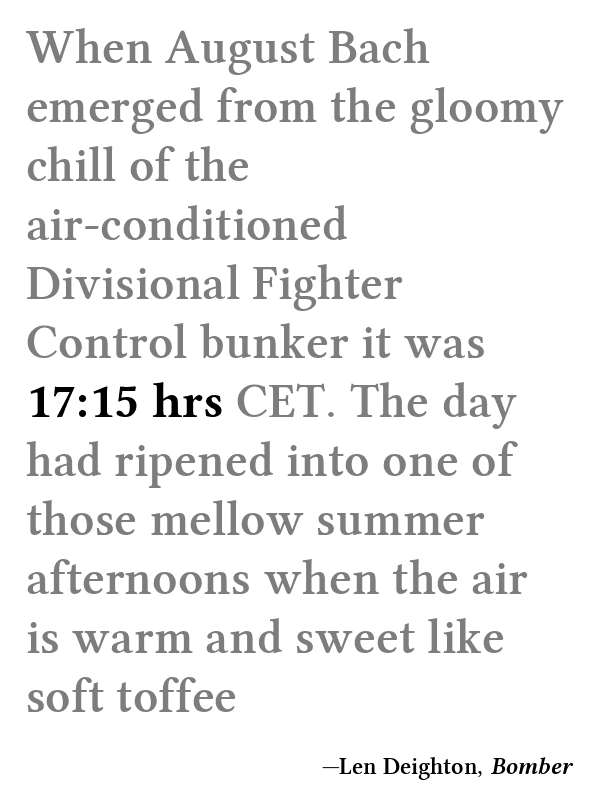 When August Bach
emerged from the gloomy
chill of the
air-conditioned
Divisional Fighter
Control bunker it was
17:15 hrs CET. The day
had ripened into one of
those mellow summer
afternoons when the air
is warm and sweet like
soft toffee
—Len Deighton, Bomber